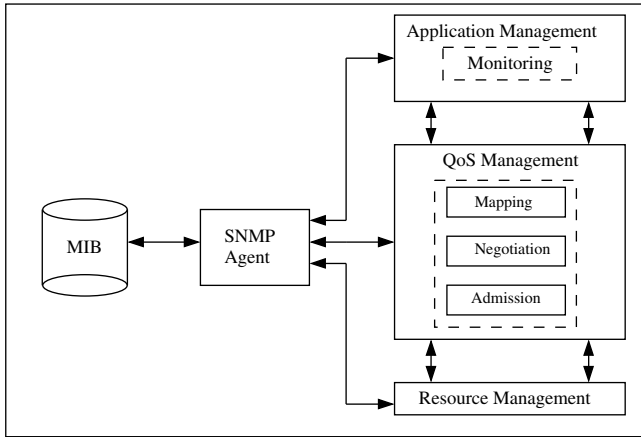 Application Management
Monitoring
QoS Management
Mapping
Negotiation
Admission
MIB
SNMP
Agent
Resource Management